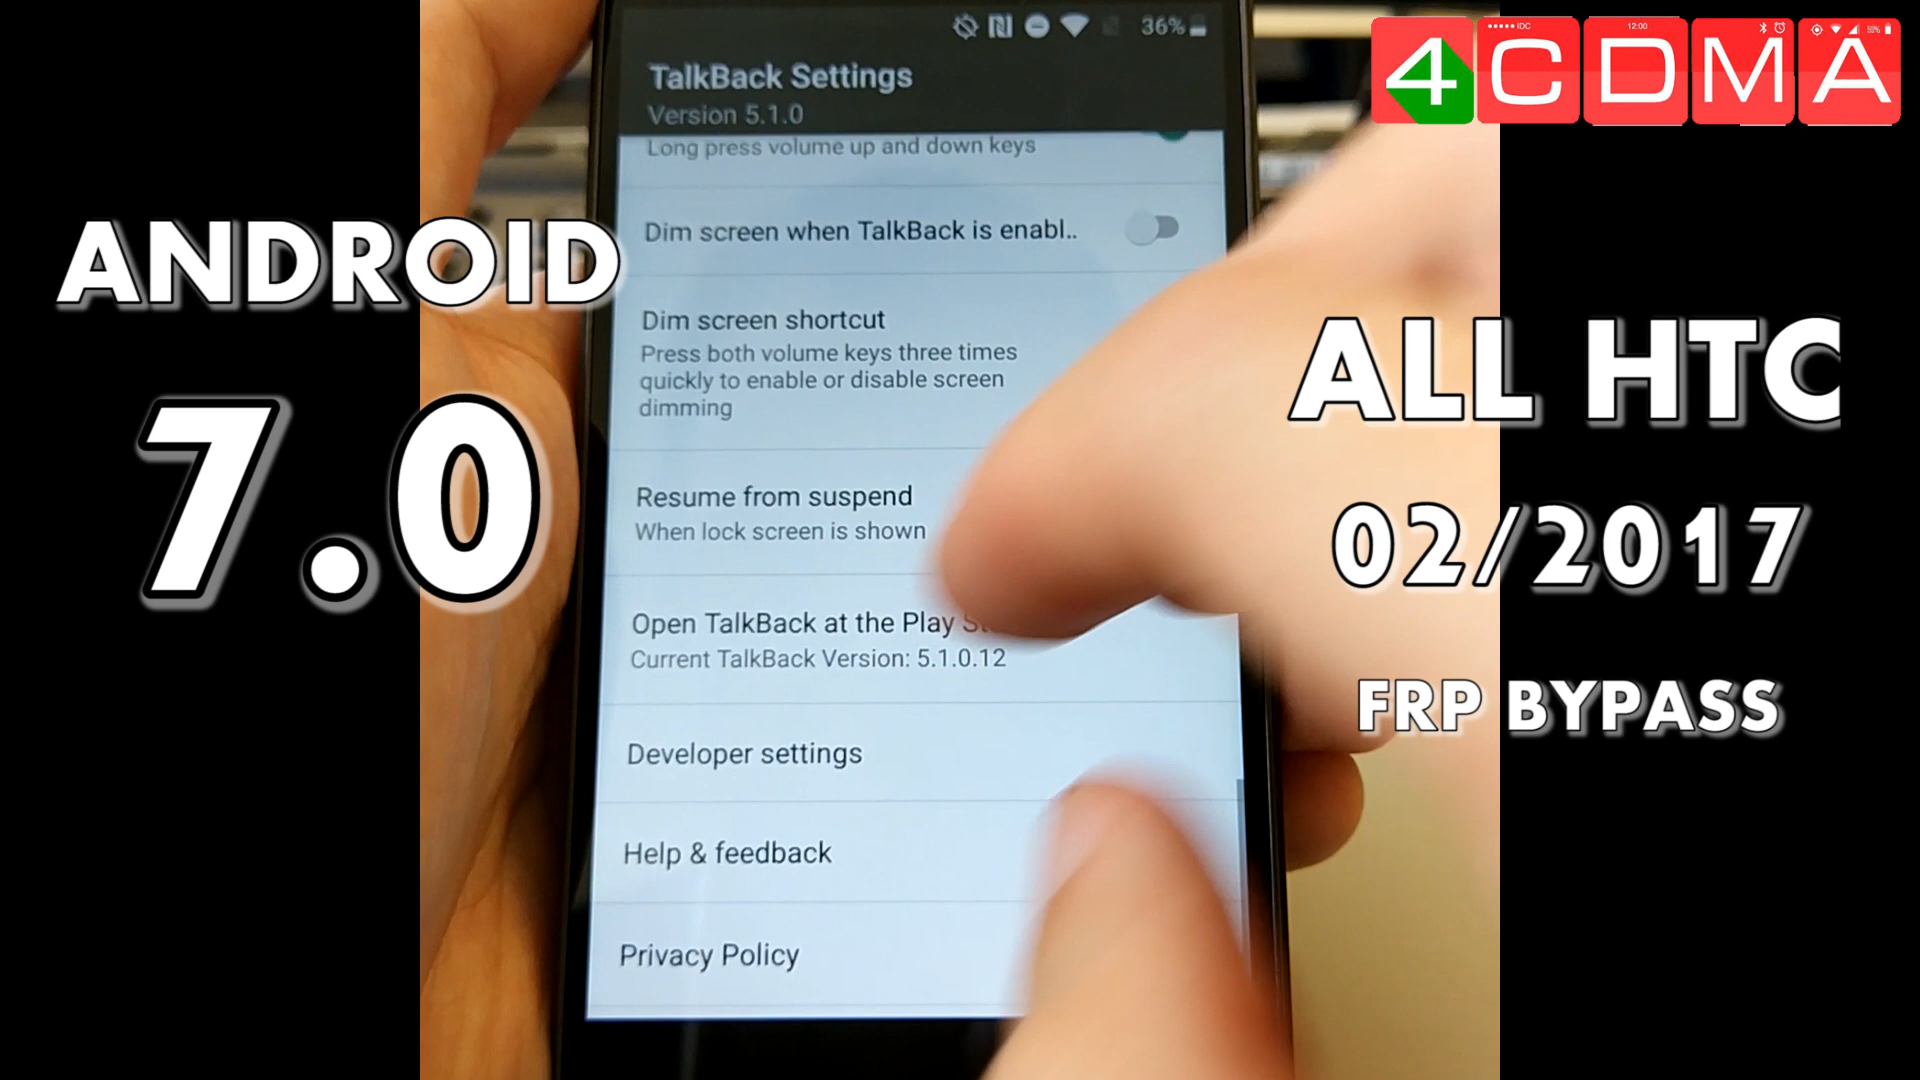 36%
TalkBack Settings
Version 5.1.0
Long press volume up and down keys
Dim screen when TalkBack is enabl..
Dim screen shortcut
Press both volume keys three times
quickly to enable or disable screen
dimming
Resume from suspend
When lock screen is shown
Open TalkBack at the Play
Current TalkBack Version: 5.1.0.12
Developer settings
Help & feedback
Privacy Policy
ANDROID
7.0
4CDMA
IDC
12:00
ALL HTC
02/2017
FRP BYPASS